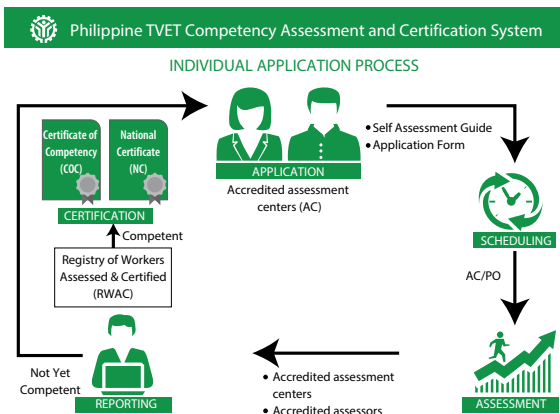 Philippine TVET Competency Assessment and Certification System
INDIVIDUAL APPLICATION PROCESS
Certificate of
Competency
(COC)
National
Certificate
(NC)
CERTIFICATION
Competent
Registry of Workers
Assessed & Certified
(RWAC)
APPLICATION
Accredited assessment
centers (AC)
• Self Assessment Guide
• Application Form
SCHEDULING
AC/PO
ASSESSMENT
• Accredited assessment
centers
• Accredited assessors
REPORTING
Not Yet
Competent